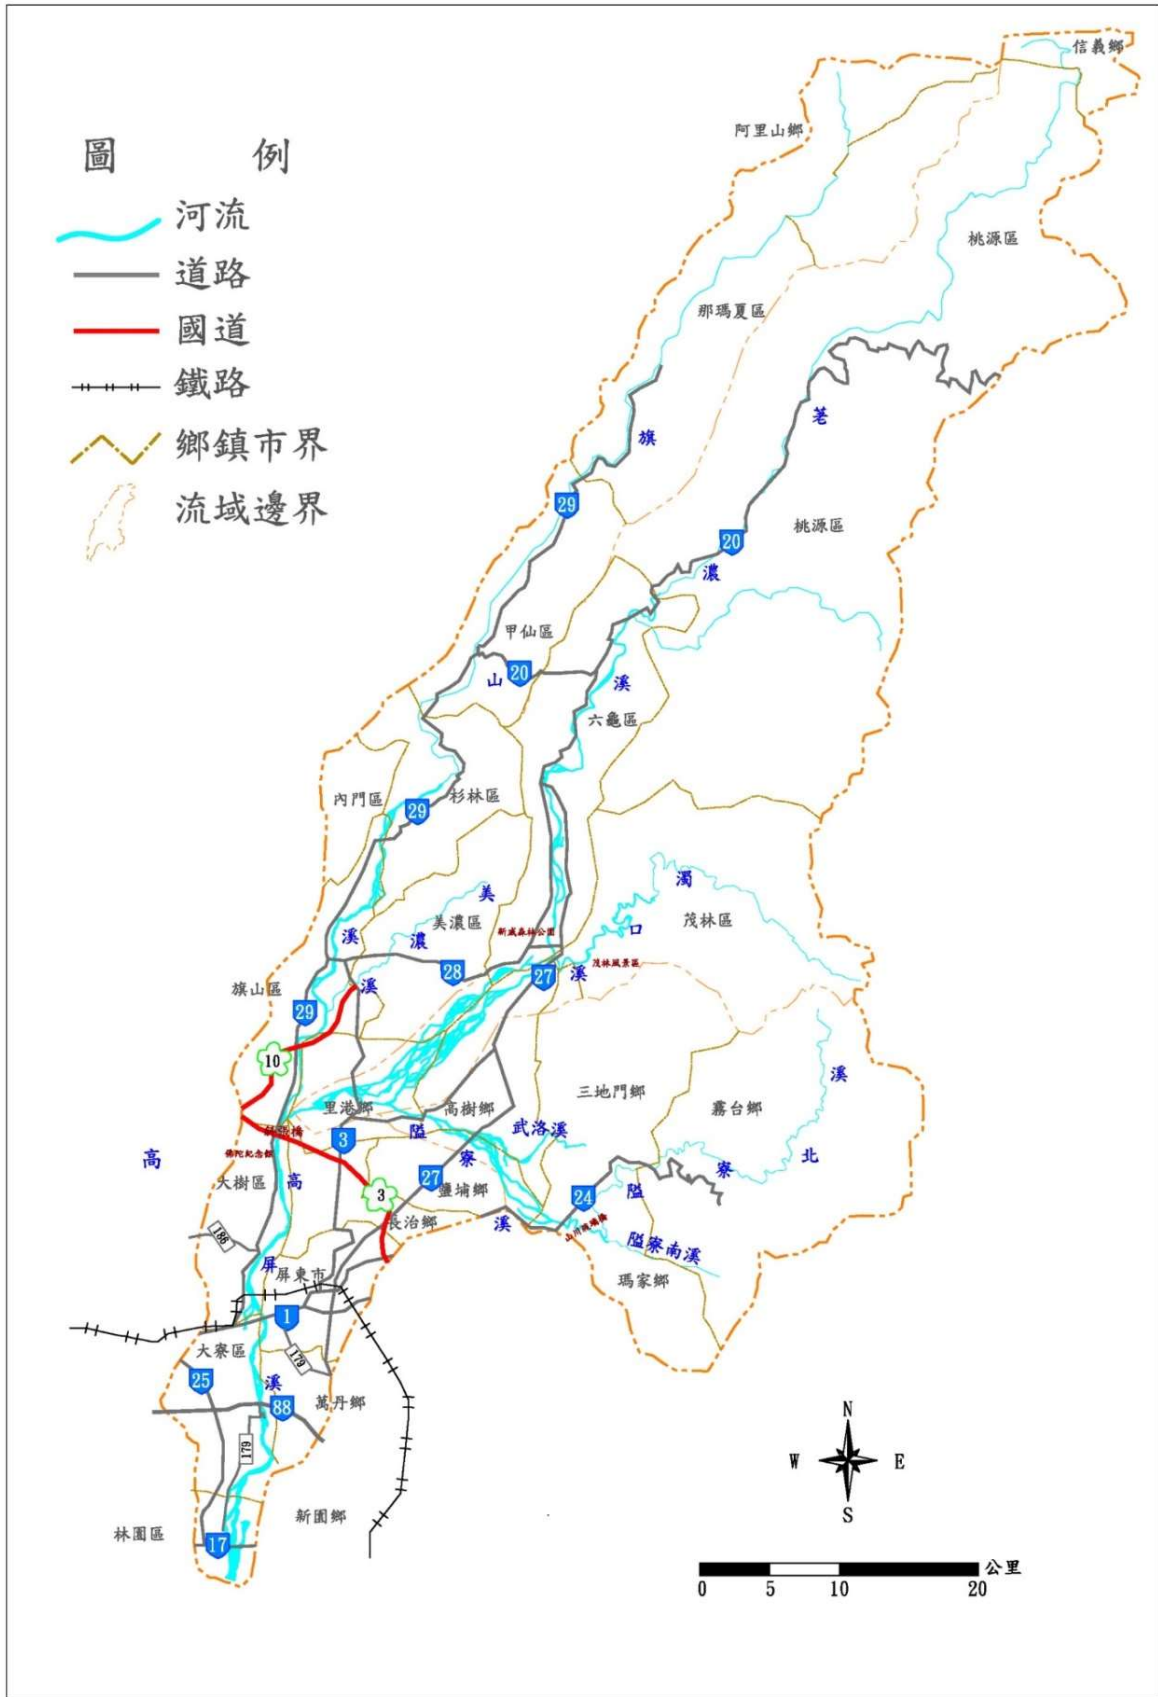 信義鄉
阿里山鄉
圖 例
河流
道路
國道
鐵路
鄉鎮市界
流域邊界
桃源區
那瑪夏區
荖
旗
29
桃源區
20
濃
甲仙區
山
20
溪
六龜區
內門區
杉林區
29
濁
美
茂林區
美濃區
新威森林公園
口
溪
濃
茂林風景區
28
27
溪
旗山區
溪
29
10
溪
三地門鄉
里港鄉
高樹鄉
霧台鄉
武洛溪
隘
3
高
佛陀紀念館
寮
寮
北
27
大樹區
高
3
鹽埔鄉
24
隘
長治鄉
溪
186
隘寮南溪
屏
屏東市
瑪家鄉
1
大寮區
179
25
溪
萬丹鄉
88
179
N
W E
S
新園鄉
林園區
17
公里
0 5 10 20